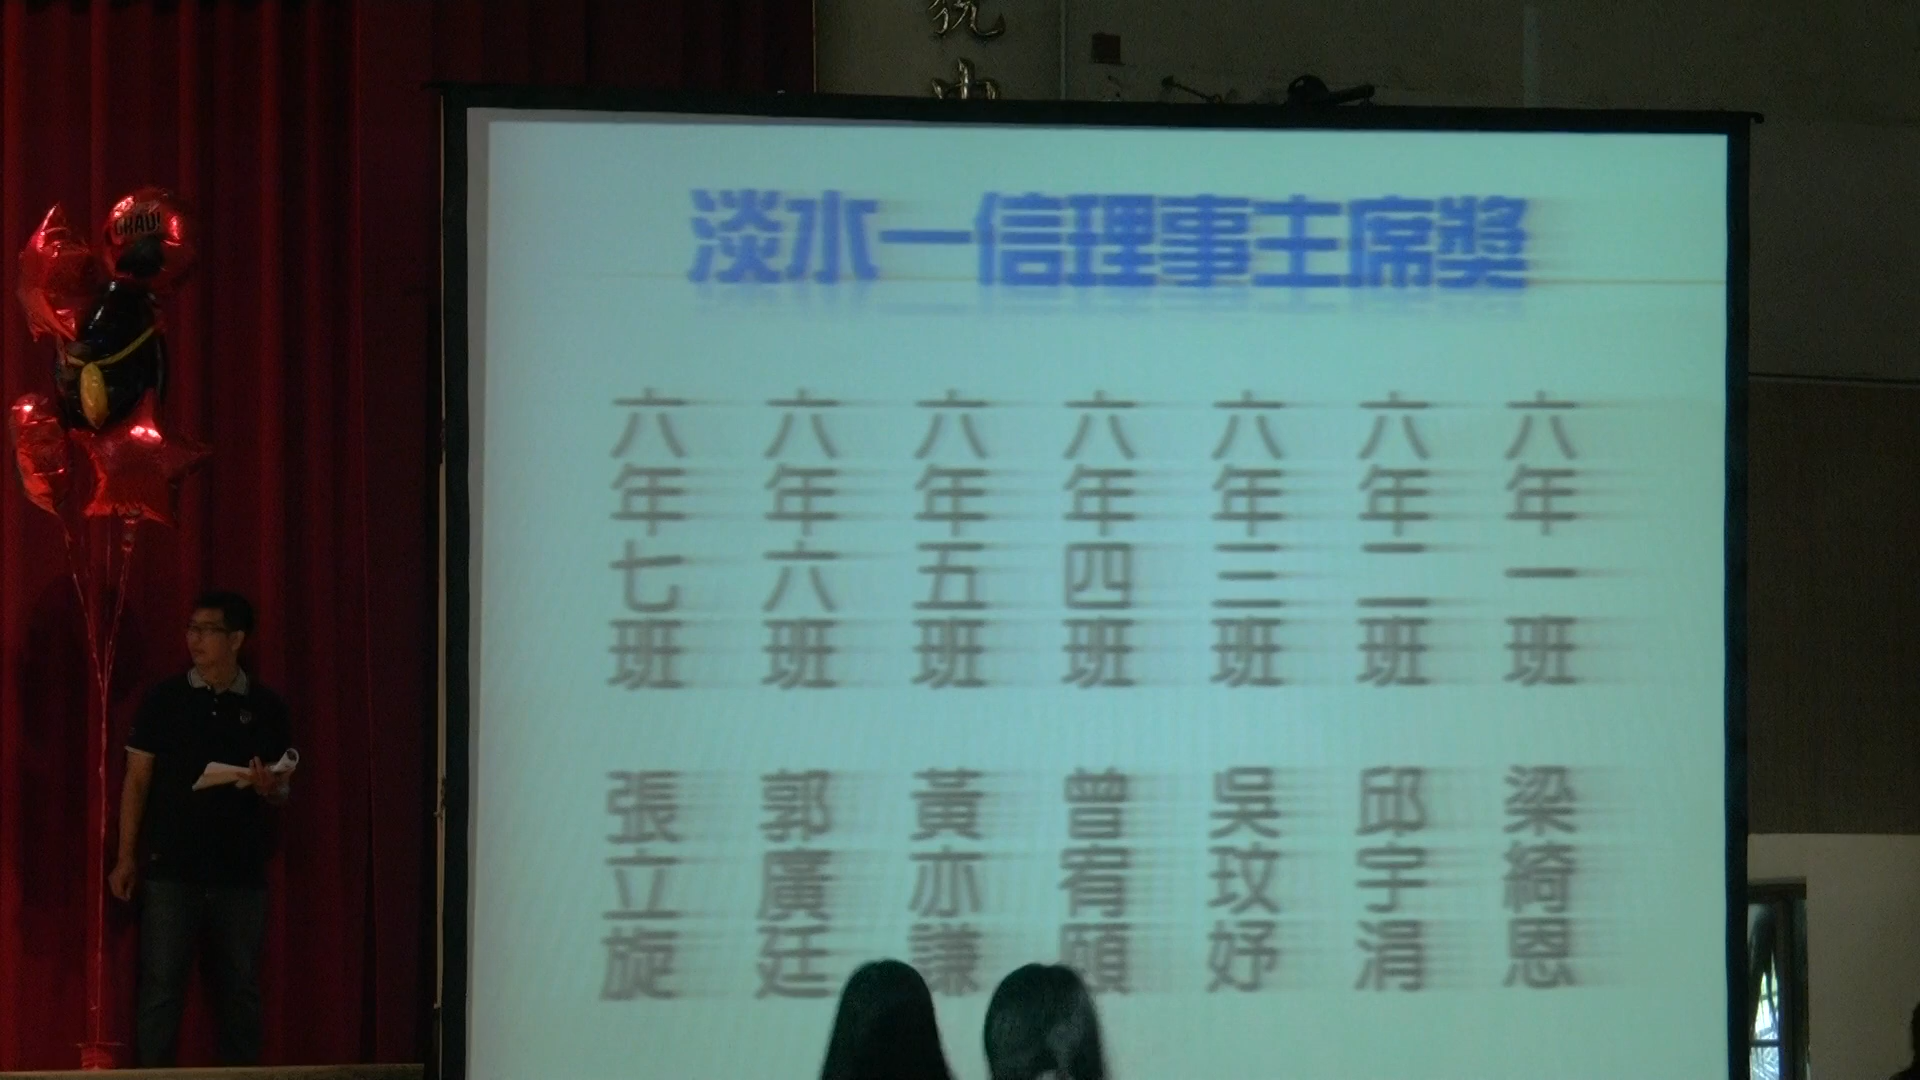 統
中
GRAD!
淡水一信理事主席獎
六年一班 梁綺恩
六年二班 邱宇涓
六年三班 吳玟妤
六年四班 曾宥頤
六年五班 黃亦謙
六年六班 郭廣廷
六年七班 張立旋